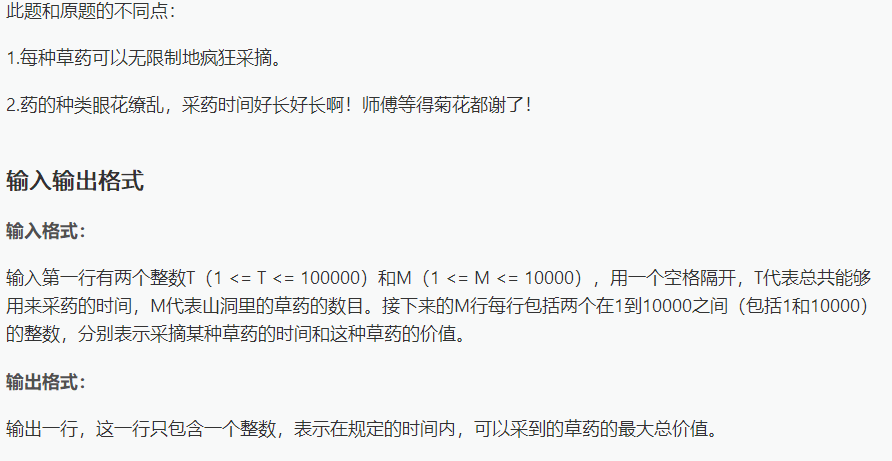 此题和原题的不同点：
1.每种草药可以无限制地疯狂采摘。
2.药的种类眼花缭乱，采药时间好长好长啊！师傅等得菊花都谢了！
输入输出格式
输入格式：
输入第一行有两个整数T（1 <= T <= 100000）和M（1 <= M <= 10000），用一个空格隔开，T代表总共能够
用来采药的时间，M代表山洞里的草药的数目。接下来的M行每行包括两个在1到10000之间（包括1和10000）
的整数，分别表示采摘某种草药的时间和这种草药的价值。
输出格式：
输出一行，这一行只包含一个整数，表示在规定的时间内，可以采到的草药的最大总价值。